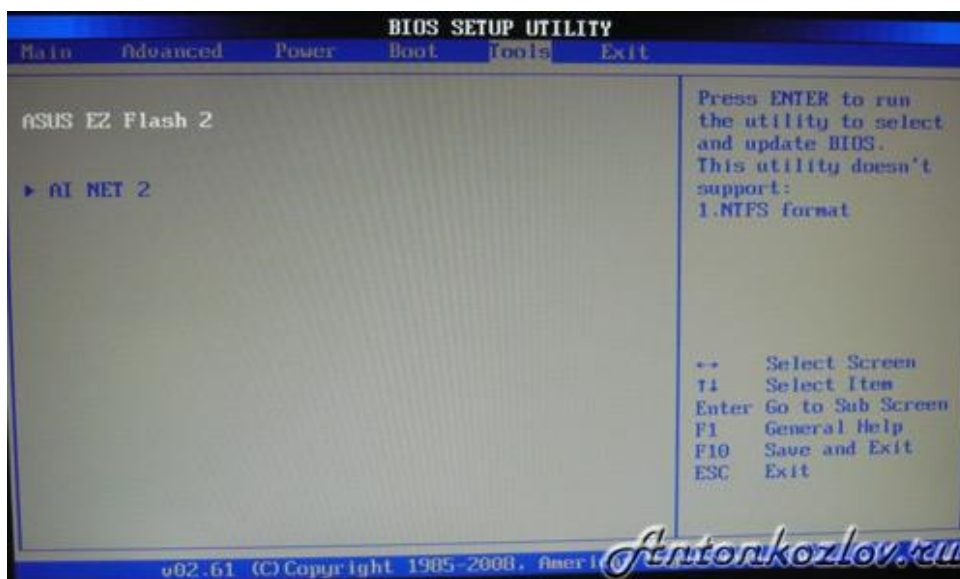 BIOS SETUP UTILITY
Main Advanced Power Boot Tools Exit
ASUS EZ Flash 2
▶ AI NET 2
Press ENTER to run
the utility to select
and update BIOS.
This utility doesn't
support:
1.NTFS format
←→ Select Screen
↑↓ Select Item
Enter Go to Sub Screen
F1 General Help
F10 Save and Exit
ESC Exit
v02.61 (C)Copyright 1985-2008, Ameri
Antonkozlov.ru